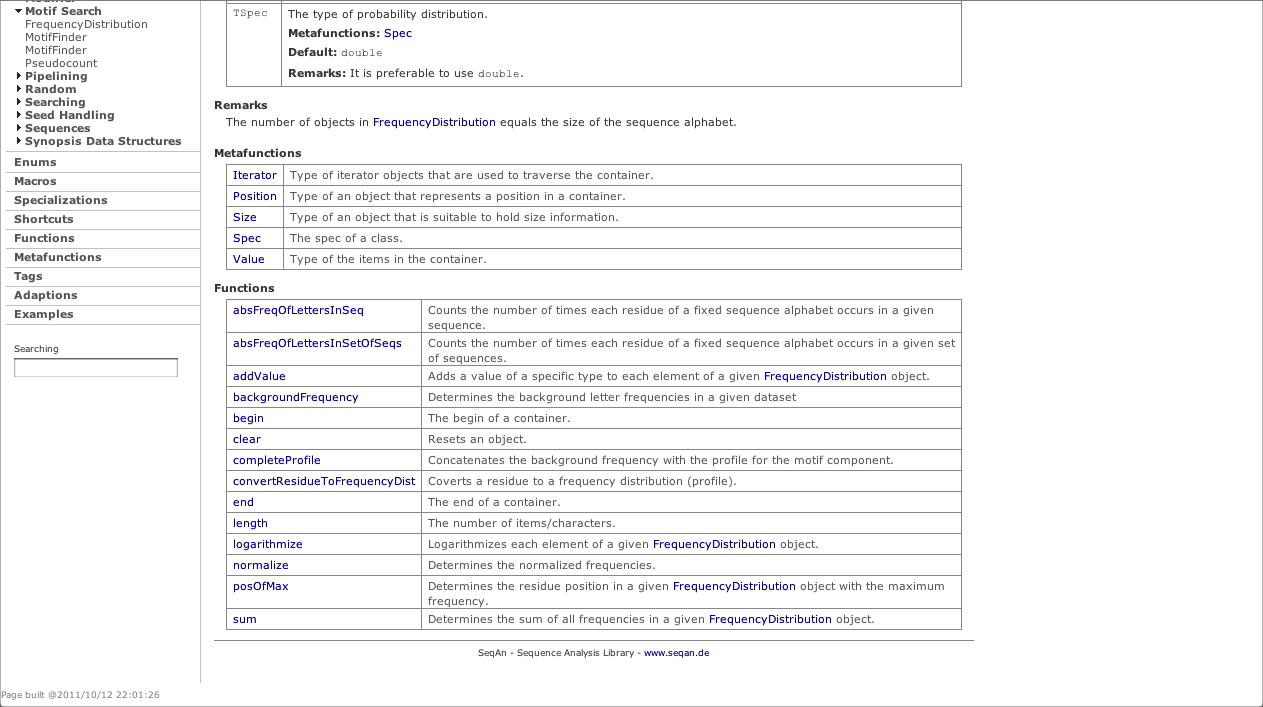 Motif Search
FrequencyDistribution
MotifFinder
MotifFinder
Pseudocount
Pipelining
Random
Searching
Seed Handling
Sequences
Synopsis Data Structures
Enums
Macros
Specializations
Shortcuts
Functions
Metafunctions
Tags
Adaptions
Examples
Searching
TSpec
The type of probability distribution.
Metafunctions: Spec
Default: double
Remarks: It is preferable to use double.
Remarks
The number of objects in FrequencyDistribution equals the size of the sequence alphabet.
Metafunctions
Iterator Type of iterator objects that are used to traverse the container.
Position Type of an object that represents a position in a container.
Size Type of an object that is suitable to hold size information.
Spec The spec of a class.
Value Type of the items in the container.
Functions
absFreqOfLettersInSeq Counts the number of times each residue of a fixed sequence alphabet occurs in a given
sequence.
absFreqOfLettersInSetOfSeqs Counts the number of times each residue of a fixed sequence alphabet occurs in a given set
of sequences.
addValue Adds a value of a specific type to each element of a given FrequencyDistribution object.
backgroundFrequency Determines the background letter frequencies in a given dataset
begin The begin of a container.
clear Resets an object.
completeProfile Concatenates the background frequency with the profile for the motif component.
convertResidueToFrequencyDist Coverts a residue to a frequency distribution (profile).
end The end of a container.
length The number of items/characters.
logarithmize Logarithmizes each element of a given FrequencyDistribution object.
normalize Determines the normalized frequencies.
posOfMax Determines the residue position in a given FrequencyDistribution object with the maximum
frequency.
sum Determines the sum of all frequencies in a given FrequencyDistribution object.
SeqAn - Sequence Analysis Library - www.seqan.de
Page built @2011/10/12 22:01:26